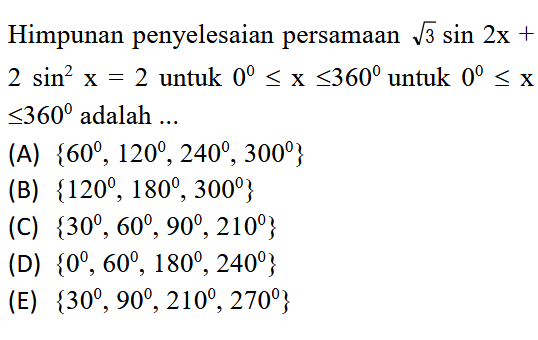 Himpunan penyelesaian persamaan √3 sin 2x +
2 sin² x = 2 untuk 0⁰ ≤ x ≤360⁰ untuk 0⁰ ≤ x
≤360⁰ adalah ...
(A) {60⁰, 120⁰, 240⁰, 300⁰}
(B) {120⁰, 180⁰, 300⁰}
(C) {30⁰, 60⁰, 90⁰, 210⁰}
(D) {0⁰, 60⁰, 180⁰, 240⁰}
(E) {30⁰, 90⁰, 210⁰, 270⁰}